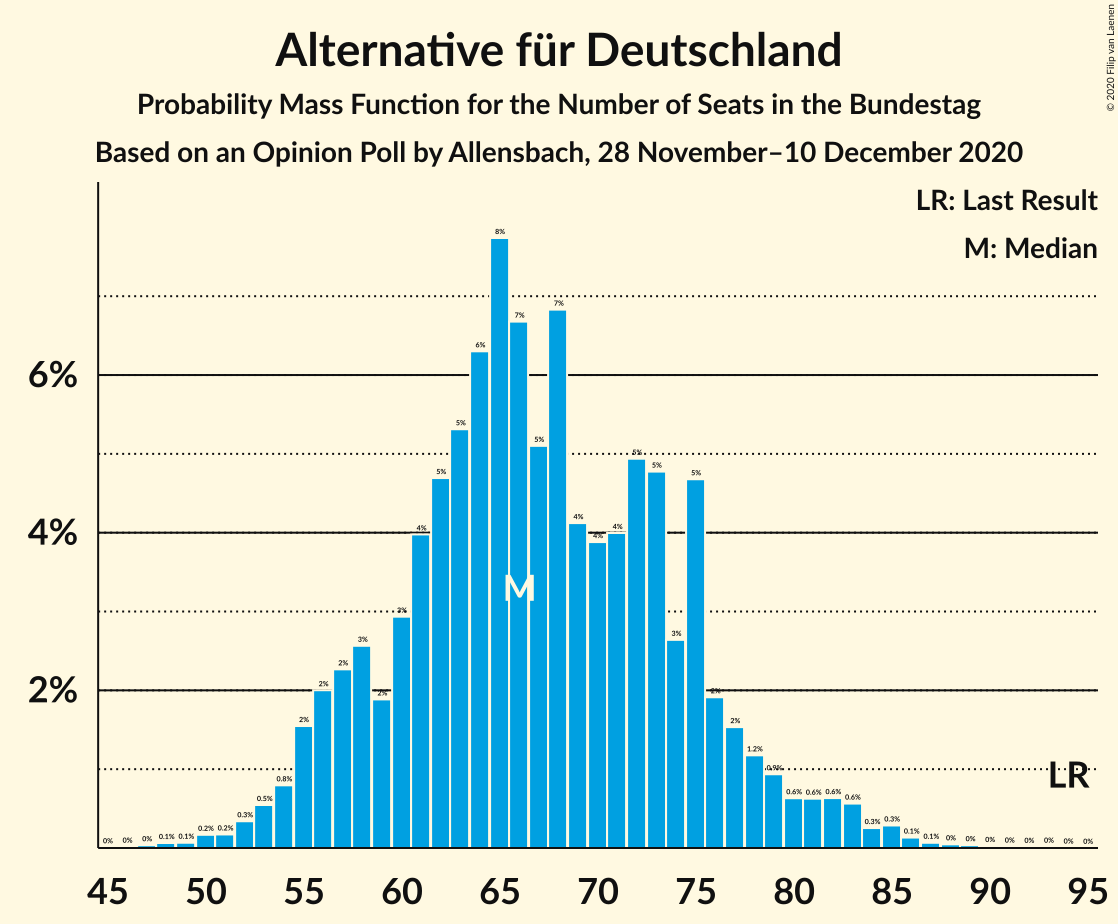 Alternative für Deutschland
Probability Mass Function for the Number of Seats in the Bundestag
Based on an Opinion Poll by Allensbach, 28 November–10 December 2020
© 2020 Filip van Laenen
LR: Last Result
M: Median
6%
4%
2%
0% 0% 0% 0.1% 0.1% 0.2% 0.2% 0.3% 0.5% 0.8% 2% 2% 2% 3% 2% 3% 4% 5% 5% 6% 8% 7% 5% 7% 4% 4% 4% 5% 5% 3% 5% 2% 2% 1.2% 0.9% 0.6% 0.6% 0.6% 0.6% 0.3% 0.3% 0.1% 0.1% 0% 0% 0% 0% 0% 0% 0% 0%
M
LR
45 50 55 60 65 70 75 80 85 90 95